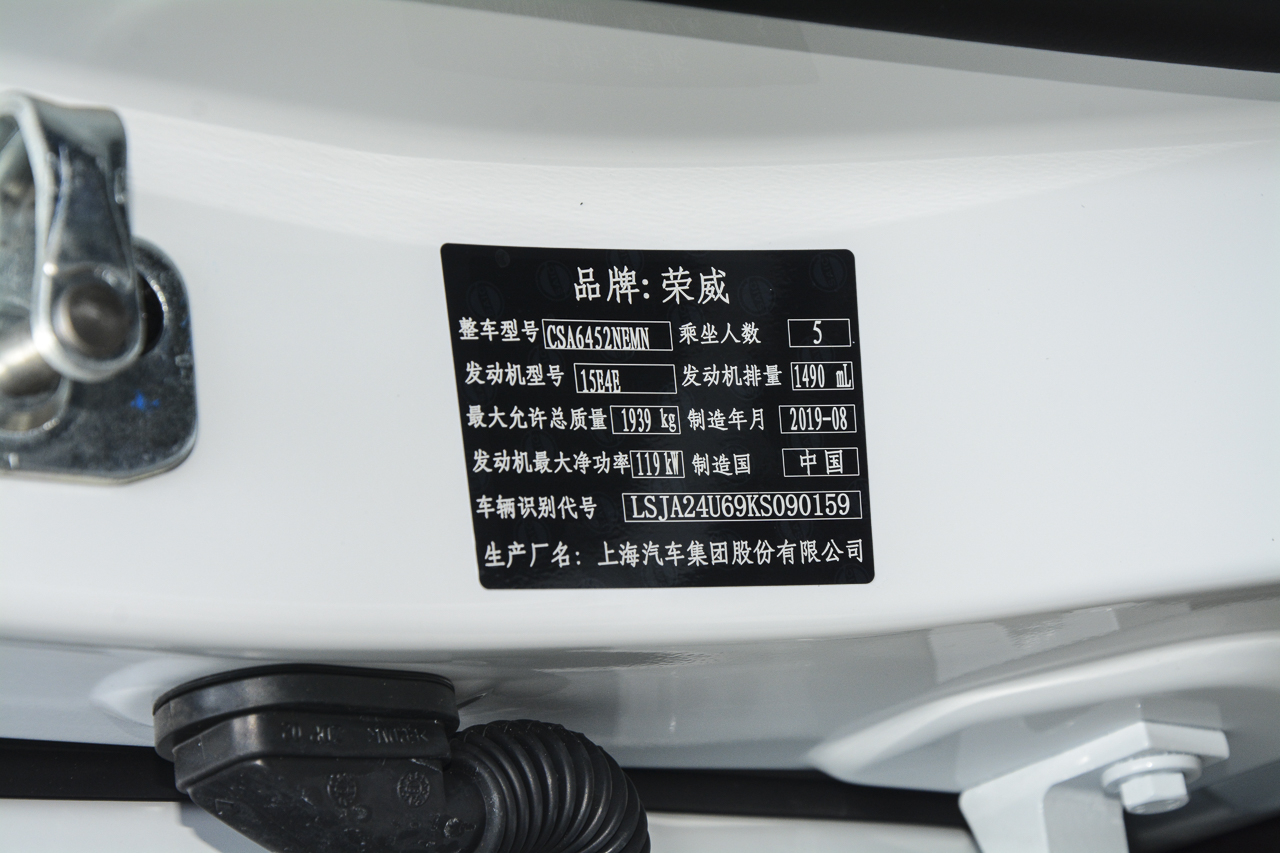 品牌: 荣威
整车型号 CSA6452NEMN 乘坐人数 5
发动机型号 15E4E 发动机排量 1490 mL
最大允许总质量 1939 kg 制造年月 2019-08
发动机最大净功率 119 kW 制造国 中国
车辆识别代号 LSJA24U69KS090159
生产厂名: 上海汽车集团股份有限公司